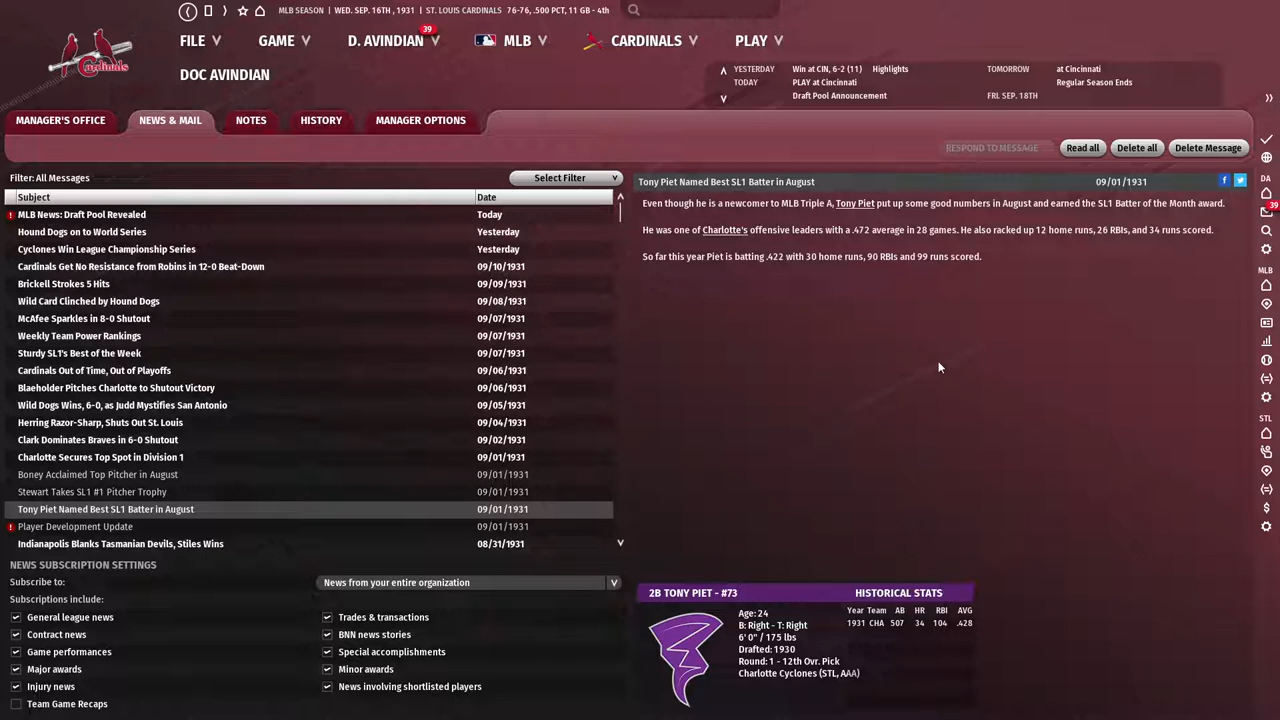 MLB SEASON | WED. SEP. 16TH, 1931 | ST. LOUIS CARDINALS 76-76, .500 PCT, 11 GB - 4th
FILE GAME D. AVINDIAN 39 MLB CARDINALS PLAY
Cardinals
DOC AVINDIAN
YESTERDAY Win at CIN, 6-2 (11) Highlights TOMORROW at Cincinnati
TODAY PLAY at Cincinnati Regular Season Ends
Draft Pool Announcement FRI. SEP. 18TH
MANAGER'S OFFICE NEWS & MAIL NOTES HISTORY MANAGER OPTIONS
RESPOND TO MESSAGE Read all Delete all Delete Message
Filter: All Messages Select Filter
Subject Date
MLB News: Draft Pool Revealed Today
Hound Dogs on to World Series Yesterday
Cyclones Win League Championship Series Yesterday
Cardinals Get No Resistance from Robins in 12-0 Beat-Down 09/10/1931
Brickell Strokes 5 Hits 09/09/1931
Wild Card Clinched by Hound Dogs 09/08/1931
McAfee Sparkles in 8-0 Shutout 09/07/1931
Weekly Team Power Rankings 09/07/1931
Sturdy SL1's Best of the Week 09/07/1931
Cardinals Out of Time, Out of Playoffs 09/06/1931
Blaeholder Pitches Charlotte to Shutout Victory 09/06/1931
Wild Dogs Wins, 6-0, as Judd Mystifies San Antonio 09/05/1931
Herring Razor-Sharp, Shuts Out St. Louis 09/04/1931
Clark Dominates Braves in 6-0 Shutout 09/02/1931
Charlotte Secures Top Spot in Division 1 09/01/1931
Boney Acclaimed Top Pitcher in August 09/01/1931
Stewart Takes SL1 #1 Pitcher Trophy 09/01/1931
Tony Piet Named Best SL1 Batter in August 09/01/1931
Player Development Update 09/01/1931
Indianapolis Blanks Tasmanian Devils, Stiles Wins 08/31/1931
NEWS SUBSCRIPTION SETTINGS
Subscribe to: News from your entire organization
Subscriptions include:
General league news Trades & transactions
Contract news BNN news stories
Game performances Special accomplishments
Major awards Minor awards
Injury news News involving shortlisted players
Team Game Recaps
Tony Piet Named Best SL1 Batter in August 09/01/1931
Even though he is a newcomer to MLB Triple A, Tony Piet put up some good numbers in August and earned the SL1 Batter of the Month award.
He was one of Charlotte's offensive leaders with a .472 average in 28 games. He also racked up 12 home runs, 26 RBIs, and 34 runs scored.
So far this year Piet is batting .422 with 30 home runs, 90 RBIs and 99 runs scored.
2B TONY PIET - #73 HISTORICAL STATS
Age: 24
B: Right - T: Right
6' 0" / 175 lbs
Drafted: 1930
Round: 1 - 12th Ovr. Pick
Charlotte Cyclones (STL, AAA)
Year Team AB HR RBI AVG
1931 CHA 507 34 104 .428
DA
39
MLB
STL